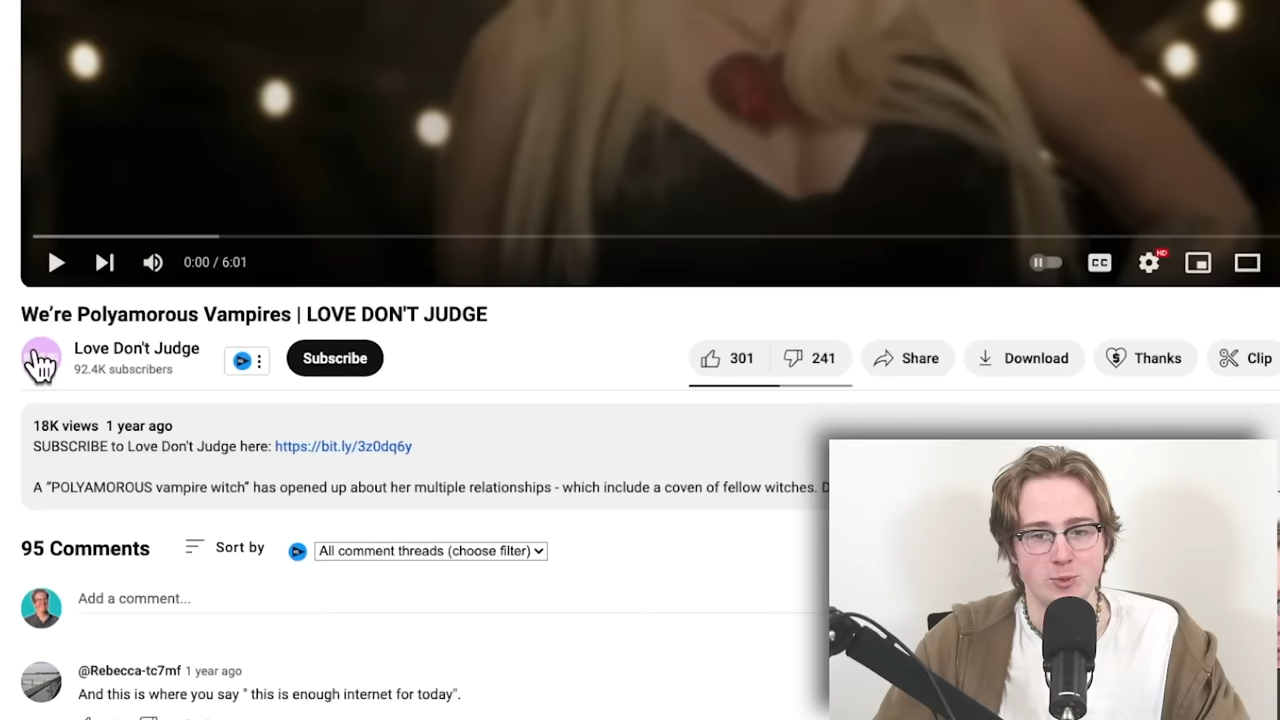 0:00 / 6:01
CC
HD
We're Polyamorous Vampires | LOVE DON'T JUDGE
Love Don't Judge
92.4K subscribers
Subscribe
301
241
Share
Download
Thanks
Clip
18K views 1 year ago
SUBSCRIBE to Love Don't Judge here: https://bit.ly/3z0dq6y
A “POLYAMOROUS vampire witch” has opened up about her multiple relationships - which include a coven of fellow witches. D
95 Comments
Sort by
All comment threads (choose filter)
Add a comment...
@Rebecca-tc7mf 1 year ago
And this is where you say " this is enough internet for today".